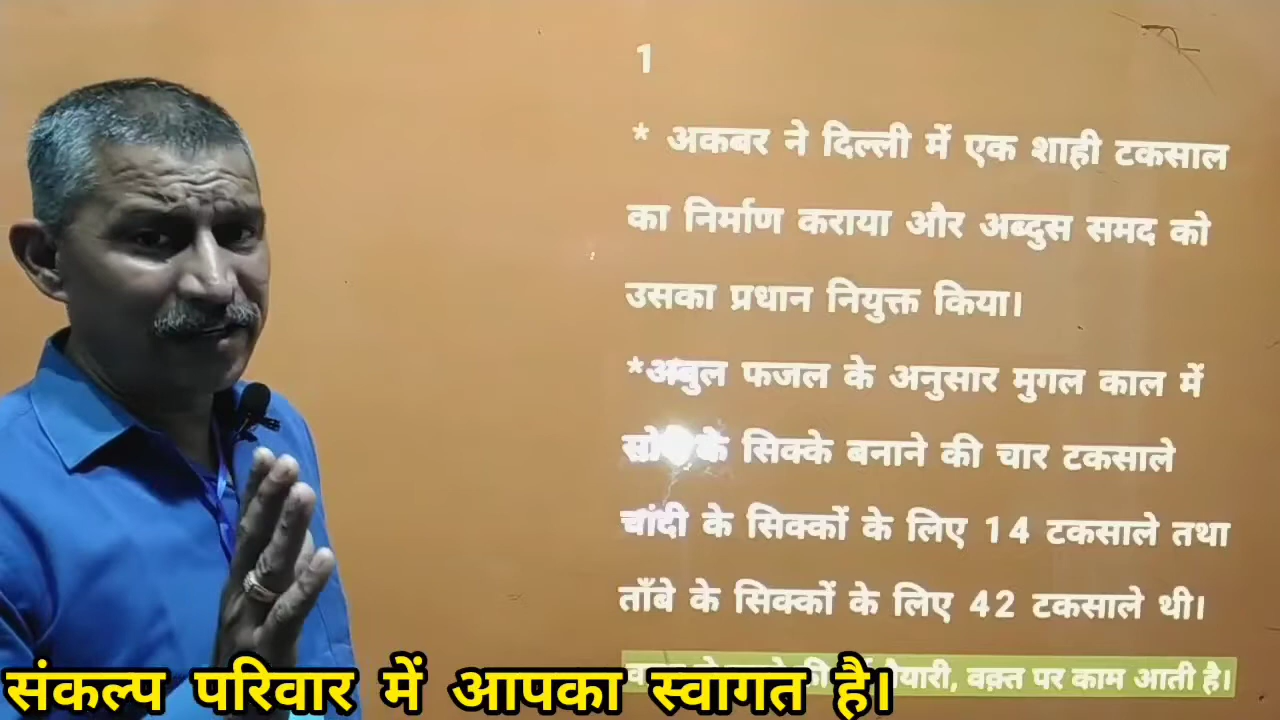 1
* अकबर ने दिल्ली में एक शाही टकसाल
का निर्माण कराया और अब्दुस समद को
उसका प्रधान नियुक्त किया।
*अबुल फजल के अनुसार मुगल काल में
के सिक्के बनाने की चार टकसाले
चांदी के सिक्कों के लिए 14 टकसाले तथा
ताँबे के सिक्कों के लिए 42 टकसाले थी।
वक़्त पर काम आती है।
संकल्प परिवार में आपका स्वागत है।